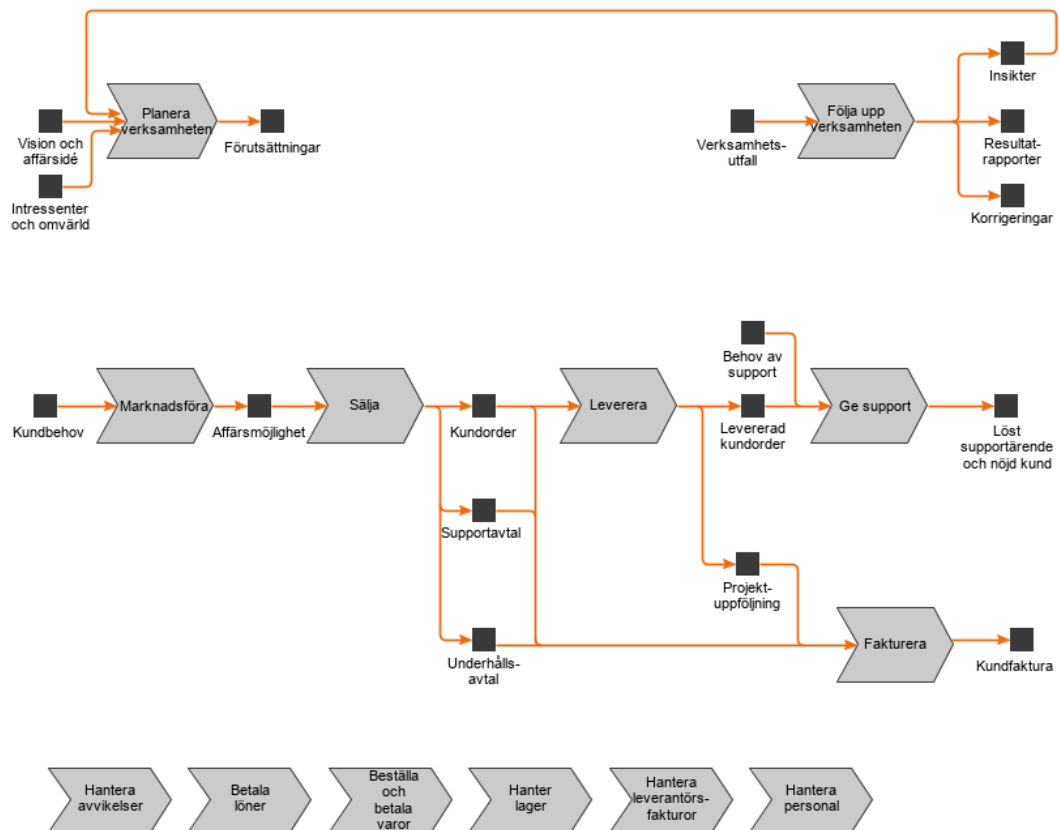 Planera
verksamheten
Vision och
affärsidé
Förutsättningar
Intressenter
och omvärld
Verksamhets-
utfall
Följa upp
verksamheten
Insikter
Resultat-
rapporter
Korrigeringar
Kundbehov
Marknadsföra
Affärsmöjlighet
Sälja
Kundorder
Supportavtal
Underhålls-
avtal
Leverera
Behov av
support
Levererad
kundorder
Projekt-
uppföljning
Ge support
Löst
supportärende
och nöjd kund
Fakturera
Kundfaktura
Hantera
avvikelser
Betala
löner
Beställa
och
betala
varor
Hanter
lager
Hantera
leverantörs-
fakturor
Hantera
personal